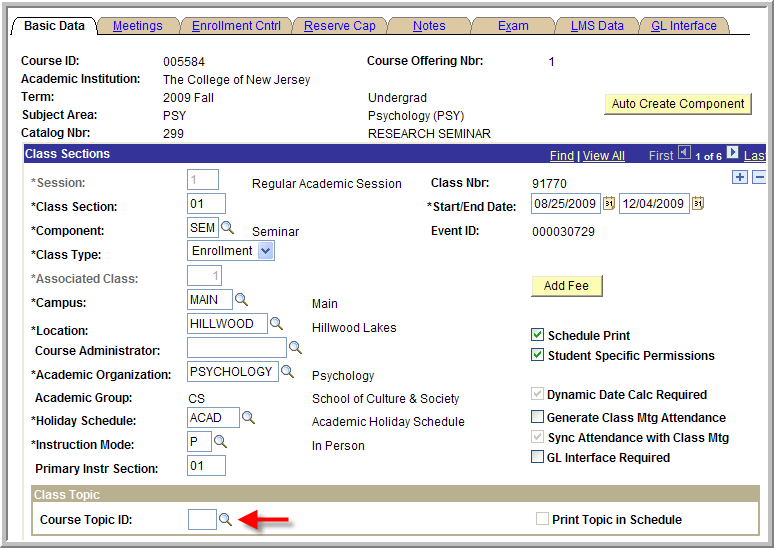 Basic Data Meetings Enrollment Cntrl Reserve Cap Notes Exam LMS Data GL Interface
Course ID: 005584 Course Offering Nbr: 1
Academic Institution: The College of New Jersey
Term: 2009 Fall Undergrad
Auto Create Component
Subject Area: PSY Psychology (PSY)
Catalog Nbr: 299 RESEARCH SEMINAR
Class Sections Find | View All First 1 of 6 Last
*Session: 1 Regular Academic Session Class Nbr: 91770
*Class Section: 01 *Start/End Date: 08/25/2009 31 12/04/2009 31
*Component: SEM Seminar Event ID: 000030729
*Class Type: Enrollment
*Associated Class: 1
Add Fee
*Campus: MAIN Main
*Location: HILLWOOD Hillwood Lakes
Schedule Print
Course Administrator:
Student Specific Permissions
*Academic Organization: PSYCHOLOGY Psychology
Academic Group: CS School of Culture & Society Dynamic Date Calc Required
*Holiday Schedule: ACAD Academic Holiday Schedule Generate Class Mtg Attendance
*Instruction Mode: P In Person Sync Attendance with Class Mtg
GL Interface Required
Primary Instr Section: 01
Class Topic
Course Topic ID: Print Topic in Schedule